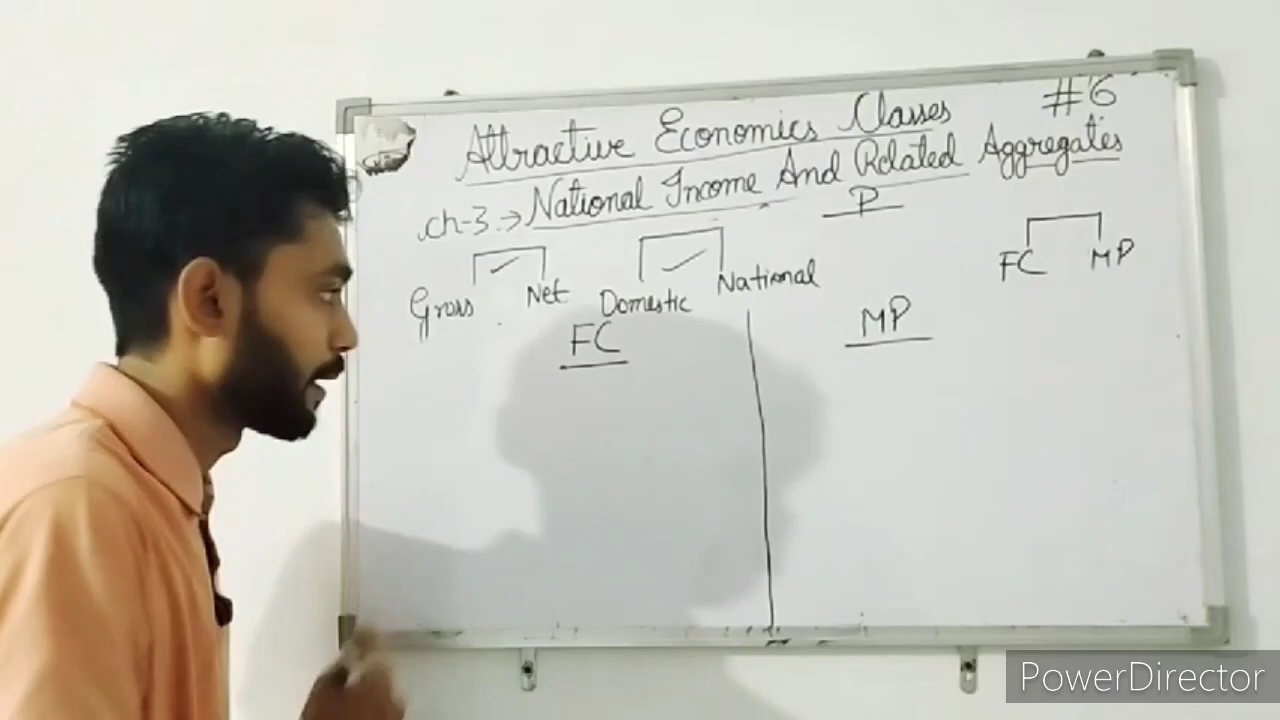 #6
Attractive Economics Classes
ch-3.→ National Income And Related Aggregates
P
Gross Net Domestic National FC MP
FC MP
PowerDirector